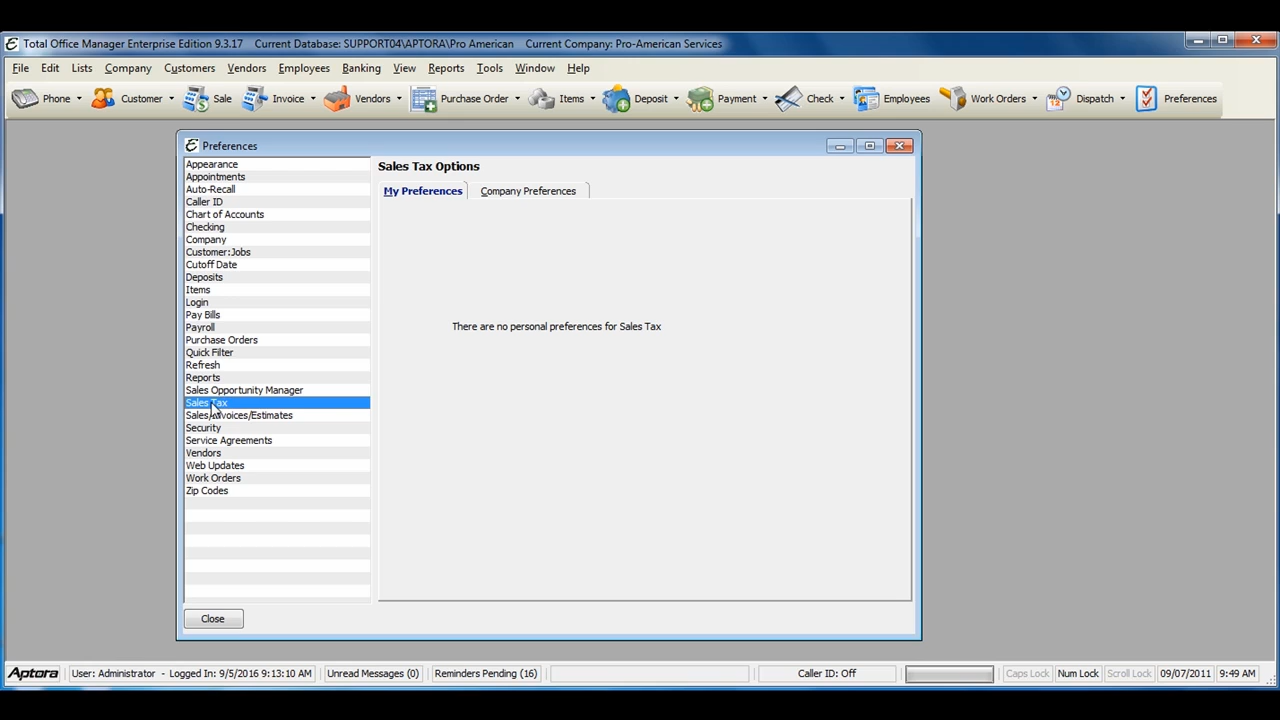 Total Office Manager Enterprise Edition 9.3.17 Current Database: SUPPORT04\APTORA\Pro American Current Company: Pro-American Services
File Edit Lists Company Customers Vendors Employees Banking View Reports Tools Window Help
Phone Customer Sale Invoice Vendors Purchase Order Items Deposit Payment Check Employees Work Orders Dispatch Preferences
Preferences
Appearance
Appointments
Auto-Recall
Caller ID
Chart of Accounts
Checking
Company
Customer:Jobs
Cutoff Date
Deposits
Items
Login
Pay Bills
Payroll
Purchase Orders
Quick Filter
Refresh
Reports
Sales Opportunity Manager
Sales Tax
Sales/Invoices/Estimates
Security
Service Agreements
Vendors
Web Updates
Work Orders
Zip Codes
Sales Tax Options
My Preferences Company Preferences
There are no personal preferences for Sales Tax
Close
Aptora User: Administrator - Logged In: 9/5/2016 9:13:10 AM Unread Messages (0) Reminders Pending (16) Caller ID: Off Caps Lock Num Lock Scroll Lock 09/07/2011 9:49 AM